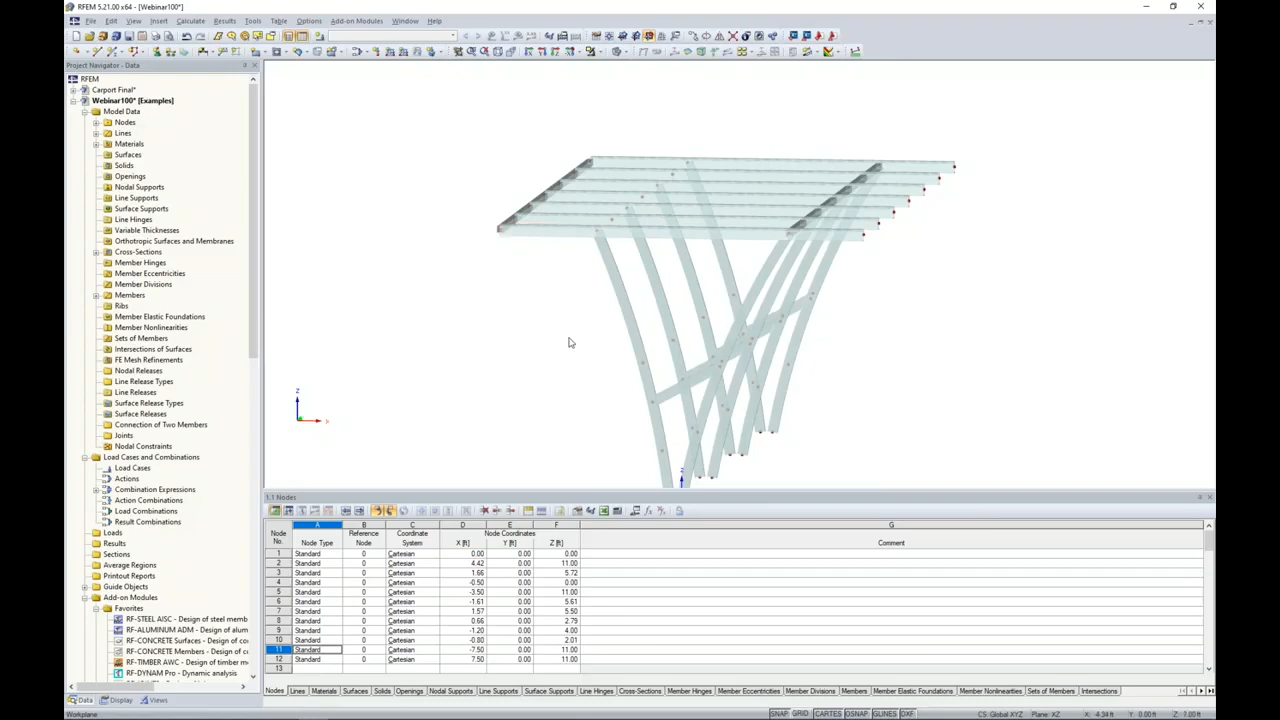 RFEM 5.21.00 x64 - [Webinar100*]
File Edit View Insert Calculate Results Tools Table Options Add-on Modules Window Help
Project Navigator - Data
RFEM
Carport Final*
Webinar100* [Examples]
Model Data
Nodes
Lines
Materials
Surfaces
Solids
Openings
Nodal Supports
Line Supports
Surface Supports
Line Hinges
Variable Thicknesses
Orthotropic Surfaces and Membranes
Cross-Sections
Member Hinges
Member Eccentricities
Member Divisions
Members
Ribs
Member Elastic Foundations
Member Nonlinearities
Sets of Members
Intersections of Surfaces
FE Mesh Refinements
Nodal Releases
Line Release Types
Line Releases
Surface Release Types
Surface Releases
Connection of Two Members
Joints
Nodal Constraints
Load Cases and Combinations
Load Cases
Actions
Combination Expressions
Action Combinations
Load Combinations
Result Combinations
Loads
Results
Sections
Average Regions
Printout Reports
Guide Objects
Add-on Modules
Favorites
RF-STEEL AISC - Design of steel memb
RF-ALUMINUM ADM - Design of alum
RF-CONCRETE Surfaces - Design of co
RF-CONCRETE Members - Design of co
RF-TIMBER AWC - Design of timber m
RF-DYNAM Pro - Dynamic analysis
Data Display Views
Workplane
Z
X
Z
1.1 Nodes
A B C D E F G
Node Reference Coordinate Node Coordinates
No. Node Type Node System X [ft] Y [ft] Z [ft] Comment
1 Standard 0 Cartesian 0.00 0.00 0.00
2 Standard 0 Cartesian 4.42 0.00 11.00
3 Standard 0 Cartesian 1.66 0.00 5.72
4 Standard 0 Cartesian -0.50 0.00 0.00
5 Standard 0 Cartesian -3.50 0.00 11.00
6 Standard 0 Cartesian -1.61 0.00 5.61
7 Standard 0 Cartesian 1.57 0.00 5.50
8 Standard 0 Cartesian 0.66 0.00 2.79
9 Standard 0 Cartesian -1.20 0.00 4.00
10 Standard 0 Cartesian -0.80 0.00 2.01
11 Standard 0 Cartesian -7.50 0.00 11.00
12 Standard 0 Cartesian 7.50 0.00 11.00
13
Nodes Lines Materials Surfaces Solids Openings Nodal Supports Line Supports Surface Supports Line Hinges Cross-Sections Member Hinges Member Eccentricities Member Divisions Members Member Elastic Foundations Member Nonlinearities Sets of Members Intersections
SNAP GRID CARTES OSNAP GLINES DXF CS: Global XYZ Plane: XZ X: -4.34 ft Y: 0.00 ft Z: 7.00 ft